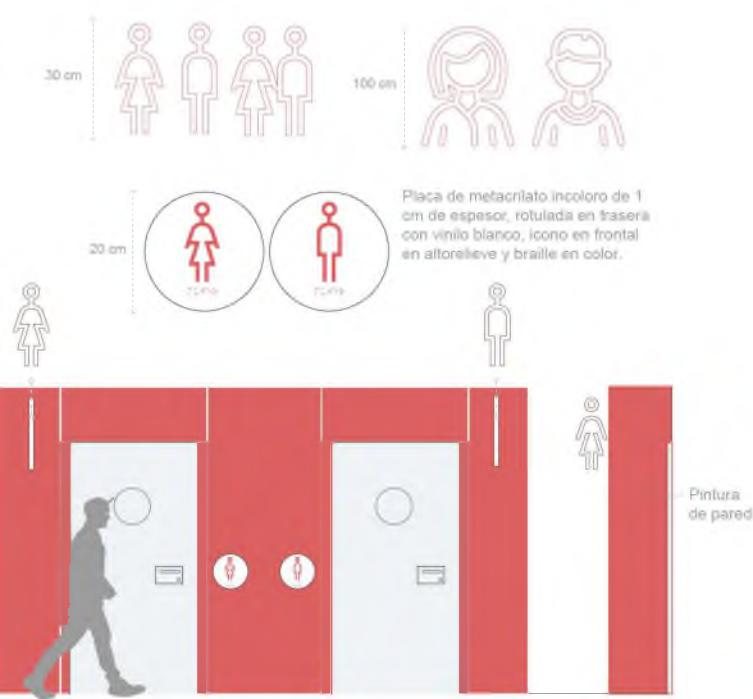 30 cm
100 cm
Placa de metacrilato incoloro de 1
cm de espesor, rotulada en trasera
con vinilo blanco, icono en frontal
en altorelieve y braille en color.
20 cm
Pintura
de pared